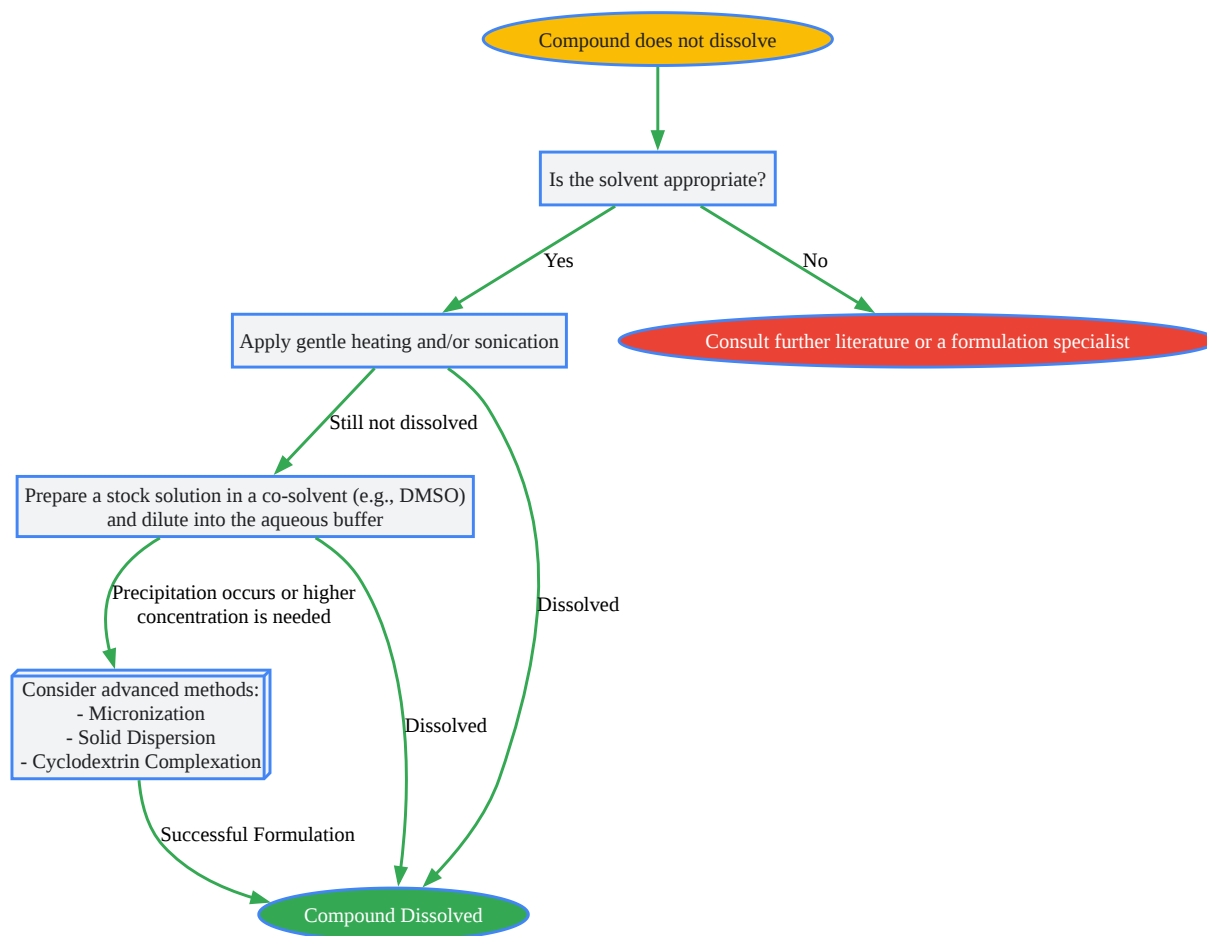 Compound does not dissolve
Is the solvent appropriate?
Yes
No
Apply gentle heating and/or sonication
Consult further literature or a formulation specialist
Still not dissolved
Prepare a stock solution in a co-solvent (e.g., DMSO)
and dilute into the aqueous buffer
Precipitation occurs or higher
concentration is needed
Dissolved
Consider advanced methods:
- Micronization
- Solid Dispersion
- Cyclodextrin Complexation
Dissolved
Successful Formulation
Compound Dissolved